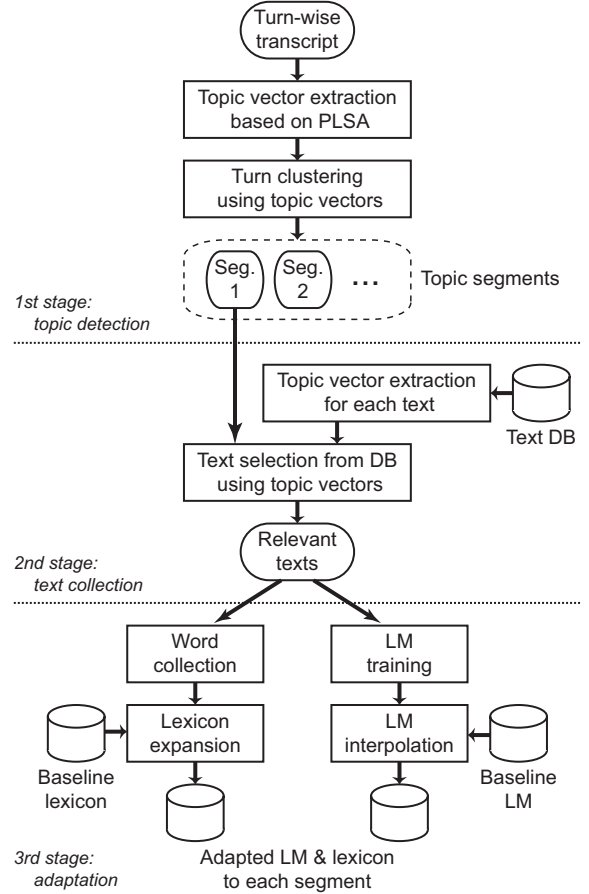 Turn-wise
transcript
Topic vector extraction
based on PLSA
Turn clustering
using topic vectors
Seg.
1
Seg.
2
...
Topic segments
1st stage:
topic detection
Topic vector extraction
for each text
Text DB
Text selection from DB
using topic vectors
Relevant
texts
2nd stage:
text collection
Word
collection
LM
training
Lexicon
expansion
LM
interpolation
Baseline
lexicon
Baseline
LM
3rd stage:
adaptation
Adapted LM & lexicon
to each segment